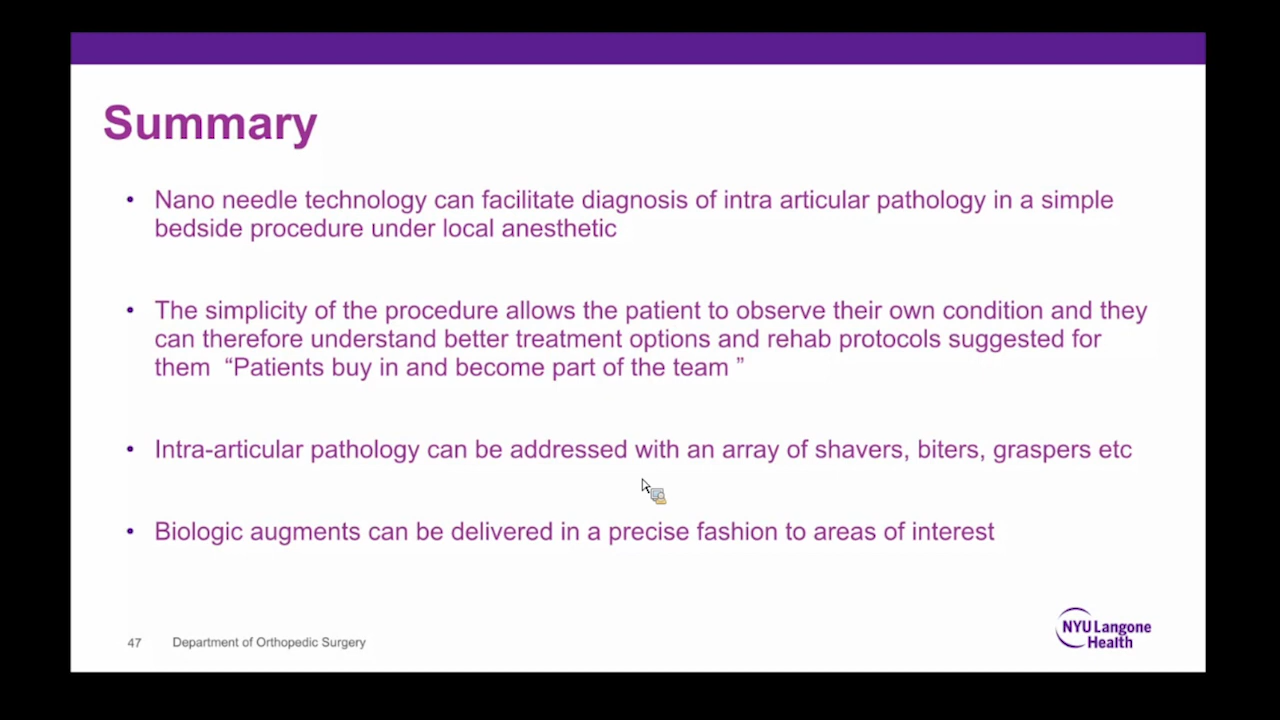 Summary
• Nano needle technology can facilitate diagnosis of intra articular pathology in a simple
bedside procedure under local anesthetic
• The simplicity of the procedure allows the patient to observe their own condition and they
can therefore understand better treatment options and rehab protocols suggested for
them “Patients buy in and become part of the team ”
• Intra-articular pathology can be addressed with an array of shavers, biters, graspers etc
• Biologic augments can be delivered in a precise fashion to areas of interest
47 Department of Orthopedic Surgery
NYU Langone
Health